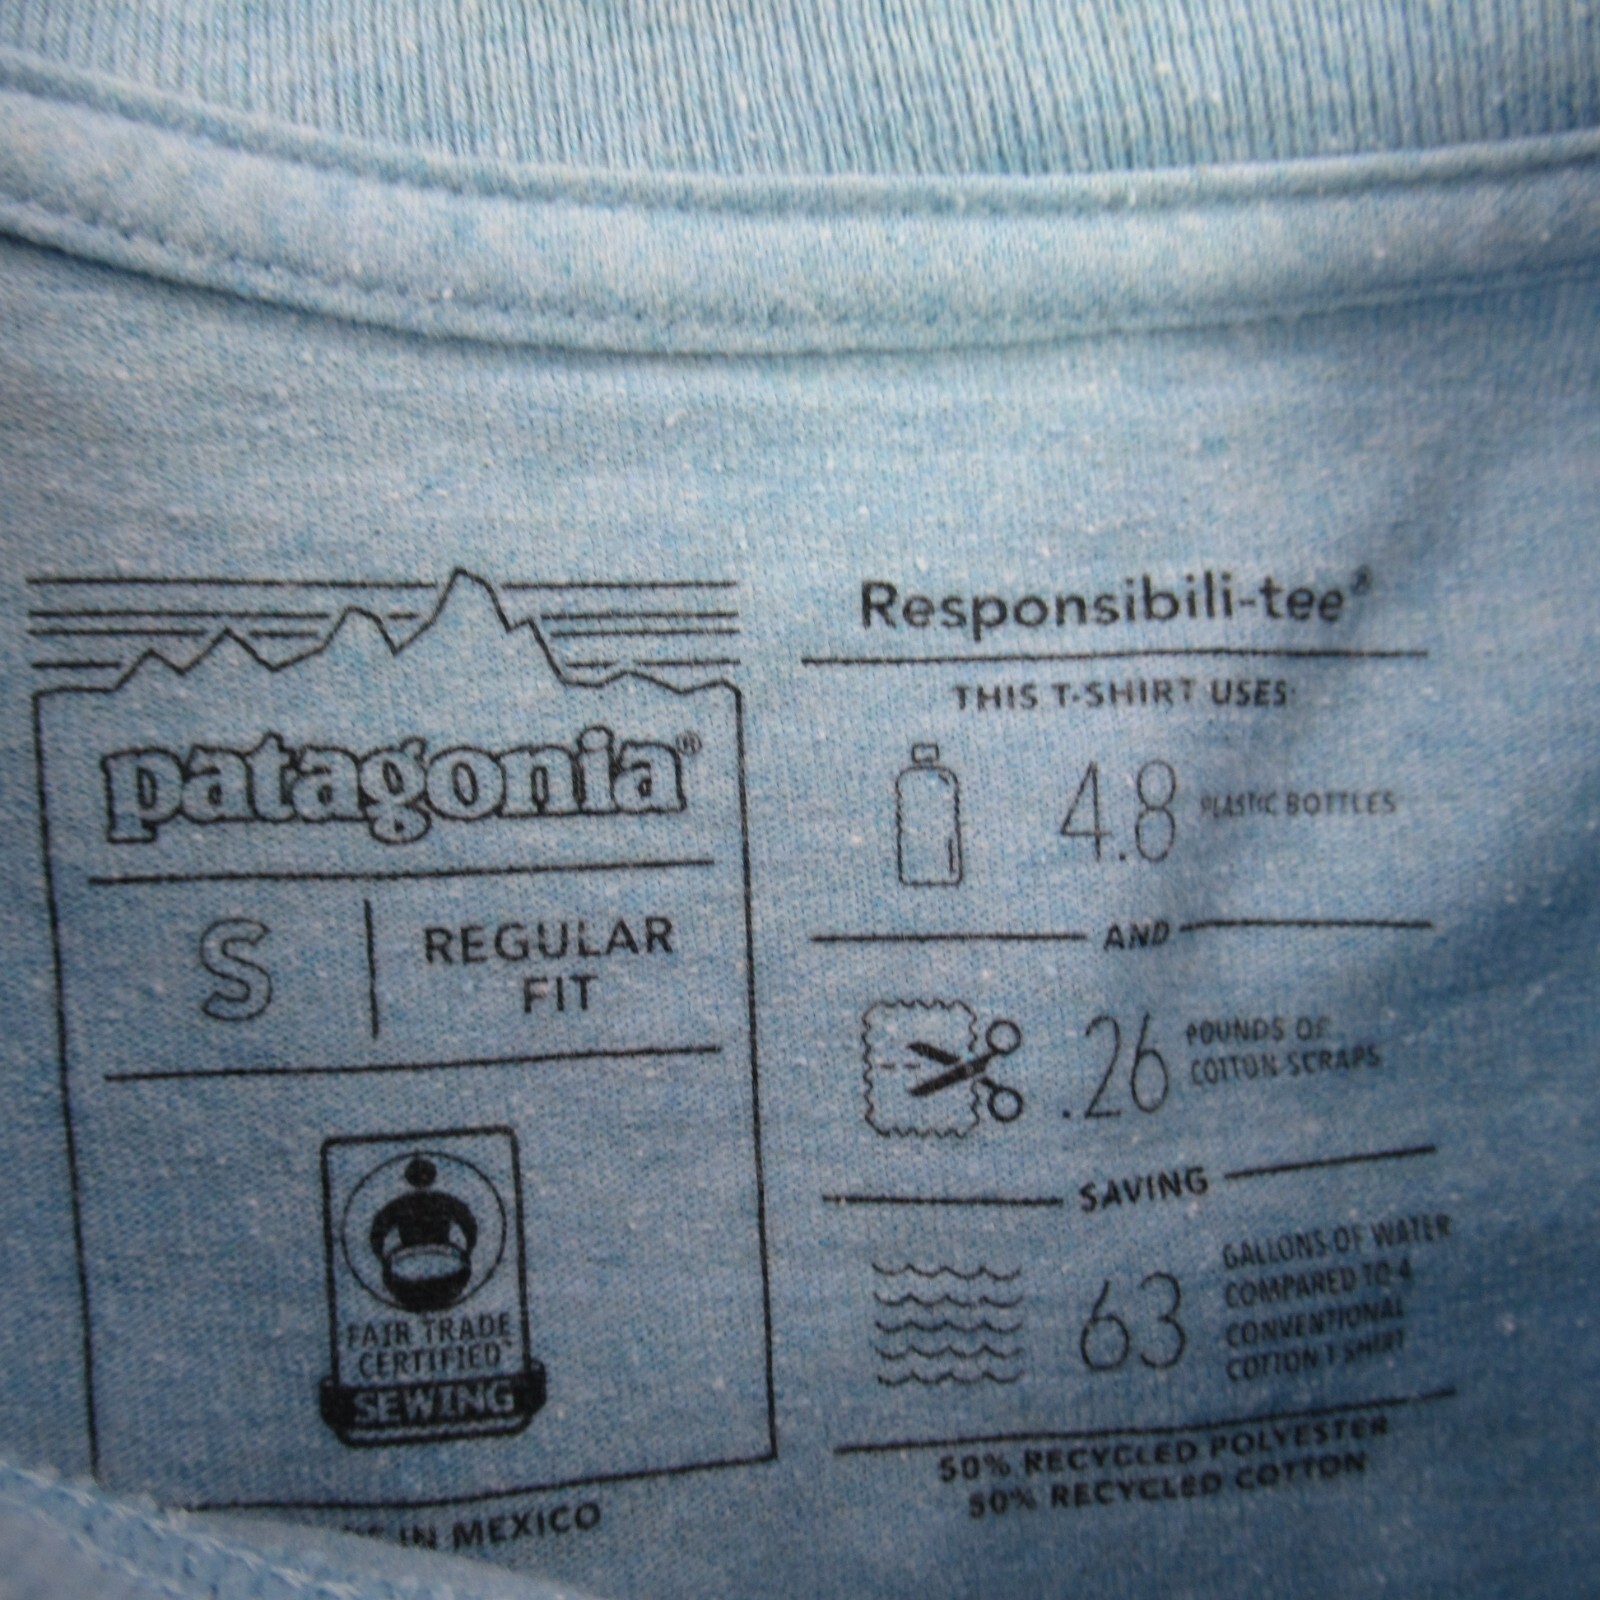 patagonia®
S
REGULAR
FIT
FAIR TRADE
CERTIFIED
SEWING
IN MEXICO
Responsibili-tee®
THIS T-SHIRT USES
4.8 PLASTIC BOTTLES
AND
.26 POUNDS OF
COTTON SCRAPS
SAVING
63 GALLONS OF WATER
COMPARED TO A
CONVENTIONAL
COTTON T-SHIRT
50% RECYCLED POLYESTER
50% RECYCLED COTTON